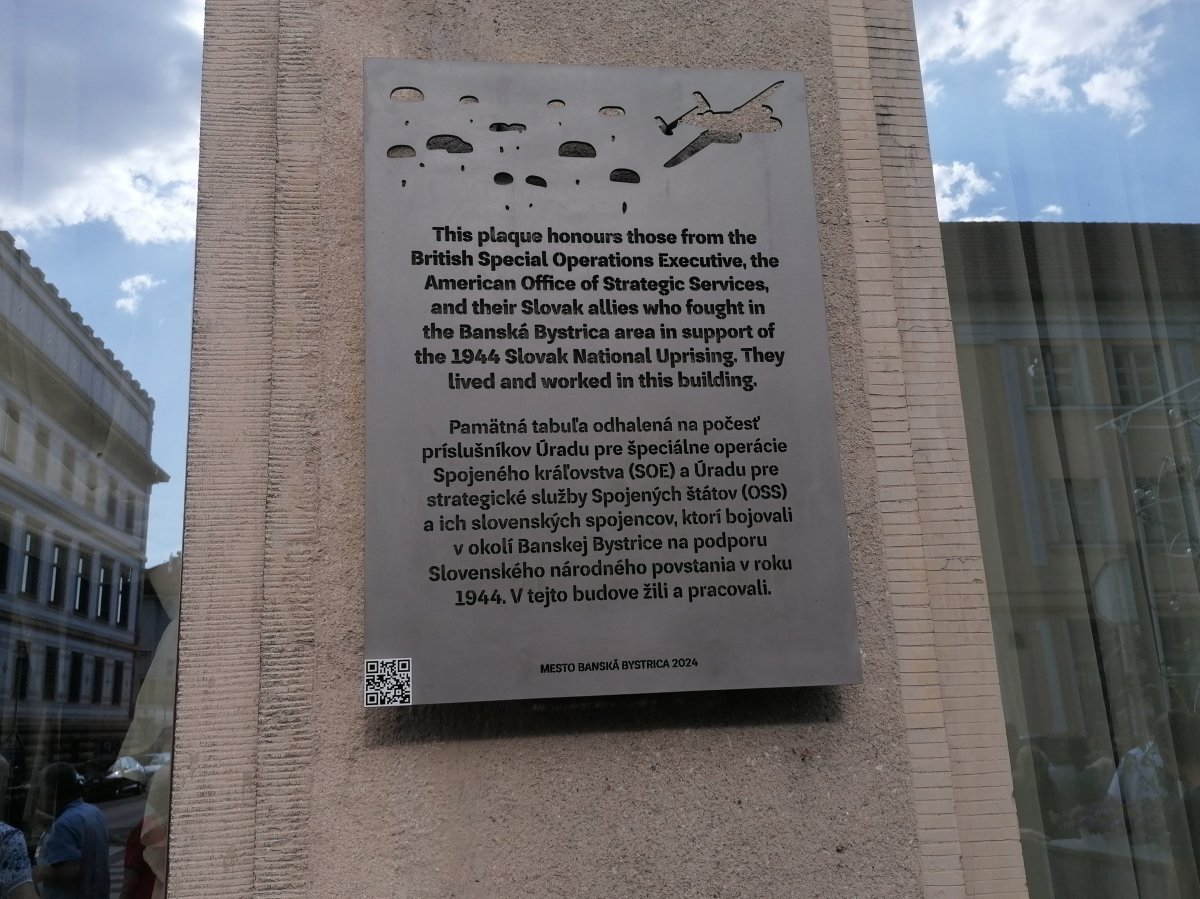 This plaque honours those from the
British Special Operations Executive, the
American Office of Strategic Services,
and their Slovak allies who fought in
the Banská Bystrica area in support of
the 1944 Slovak National Uprising. They
lived and worked in this building.
Pamätná tabuľa odhalená na počesť
príslušníkov Úradu pre špeciálne operácie
Spojeného kráľovstva (SOE) a Úradu pre
strategické služby Spojených štátov (OSS)
a ich slovenských spojencov, ktorí bojovali
v okolí Banskej Bystrice na podporu
Slovenského národného povstania v roku
1944. V tejto budove žili a pracovali.
MESTO BANSKÁ BYSTRICA 2024